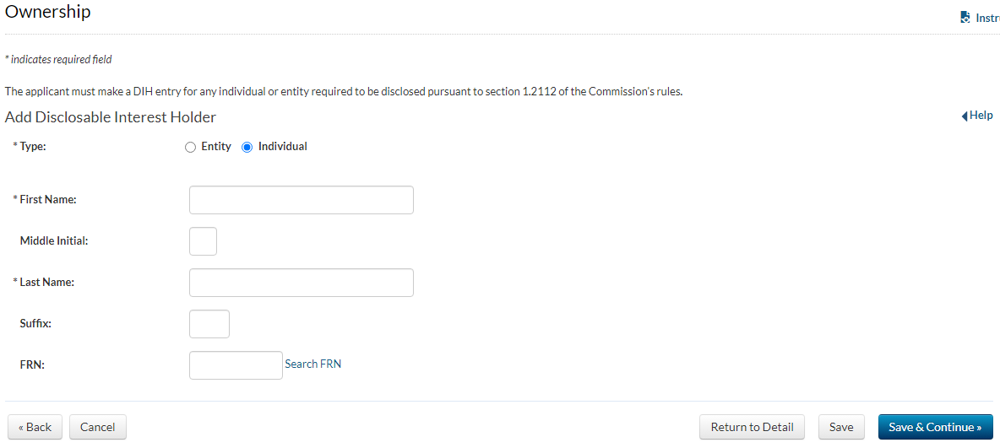 Ownership
Instr
* indicates required field
The applicant must make a DIH entry for any individual or entity required to be disclosed pursuant to section 1.2112 of the Commission's rules.
Add Disclosable Interest Holder
Help
* Type: Entity Individual
* First Name:
Middle Initial:
* Last Name:
Suffix:
FRN: Search FRN
« Back Cancel Return to Detail Save Save & Continue »